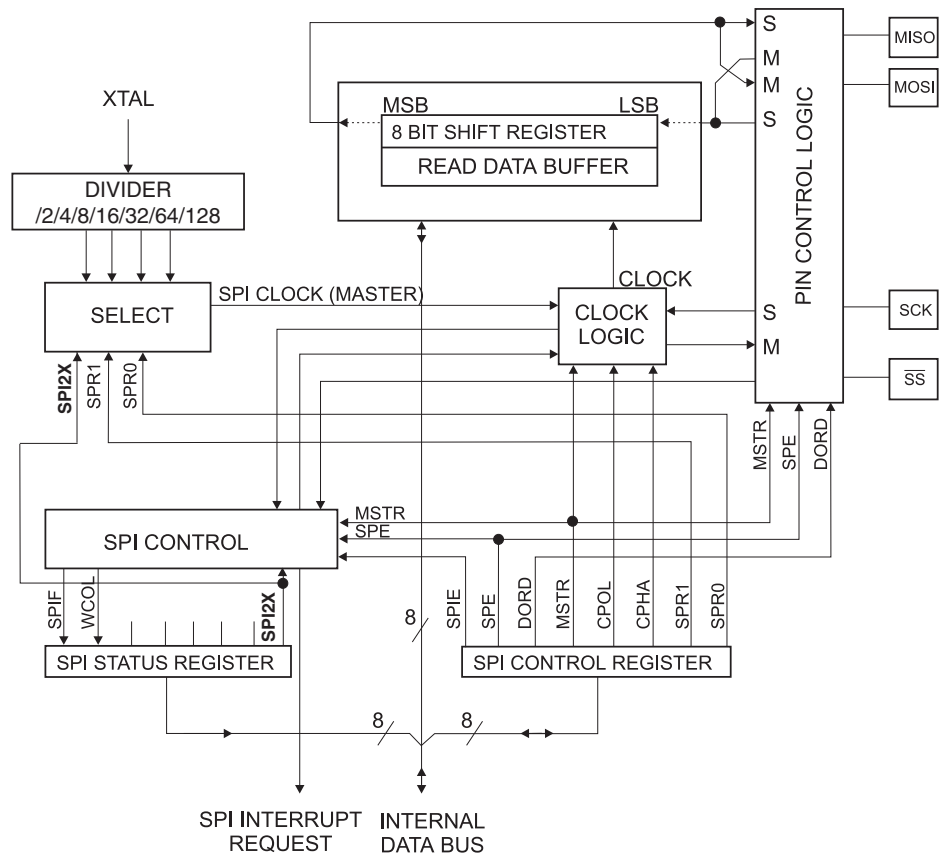 S
MISO
M
M
MOSI
XTAL
MSB
LSB
S
8 BIT SHIFT REGISTER
READ DATA BUFFER
PIN CONTROL LOGIC
DIVIDER
/2/4/8/16/32/64/128
CLOCK
SPI CLOCK (MASTER)
SELECT
CLOCK
LOGIC
S
SCK
M
SPI2X
SPR1
SPR0
SS
MSTR
SPE
DORD
MSTR
SPE
SPI CONTROL
SPIF
WCOL
SPI2X
8
SPIE
SPE
DORD
MSTR
CPOL
CPHA
SPR1
SPR0
SPI STATUS REGISTER
SPI CONTROL REGISTER
8
8
SPI INTERRUPT
REQUEST
INTERNAL
DATA BUS